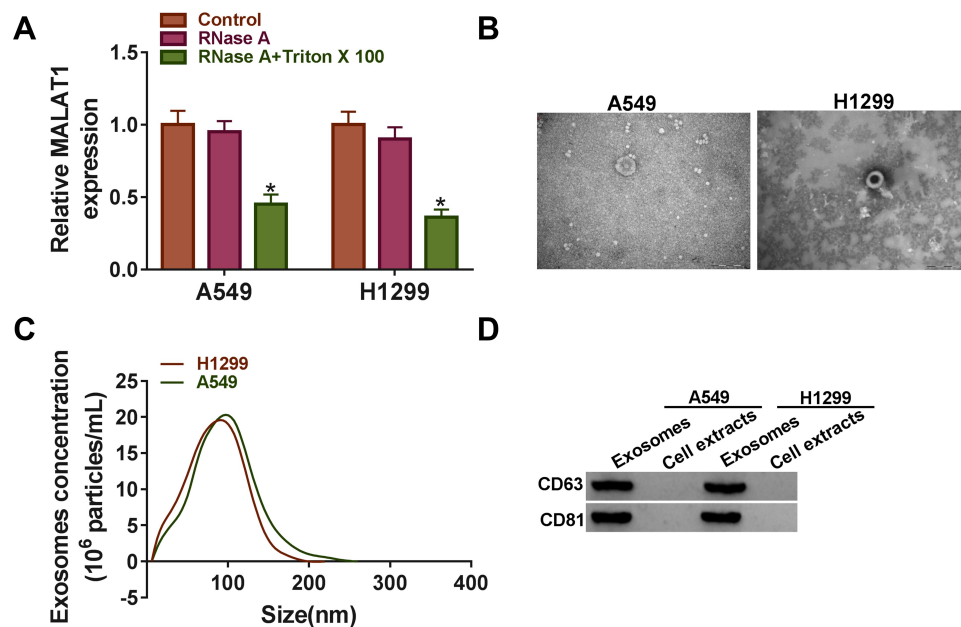 A
Control
RNase A
RNase A+Triton X 100
Relative MALAT1
expression
1.5
1.0
0.5
0.0
*
*
A549
H1299
B
A549
H1299
C
H1299
A549
Exosomes concentration
(10⁶ particles/mL)
25
20
15
10
5
0
-5
100
200
300
400
Size(nm)
D
A549
H1299
Exosomes
Cell extracts
Exosomes
Cell extracts
CD63
CD81